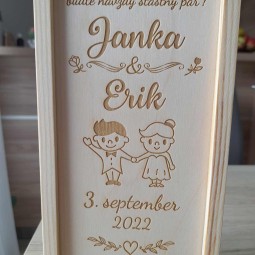 buďte navždy šťastný pár!
Janka
&
Erik
3. september
2022